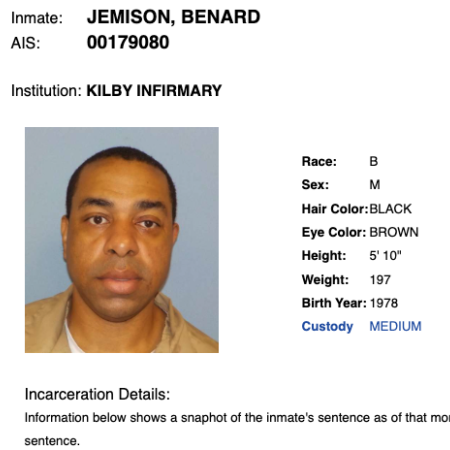 Inmate: JEMISON, BENARD
AIS: 00179080
Institution: KILBY INFIRMARY
Race: B
Sex: M
Hair Color: BLACK
Eye Color: BROWN
Height: 5' 10"
Weight: 197
Birth Year: 1978
Custody MEDIUM
Incarceration Details:
Information below shows a snaphot of the inmate's sentence as of that
sentence.